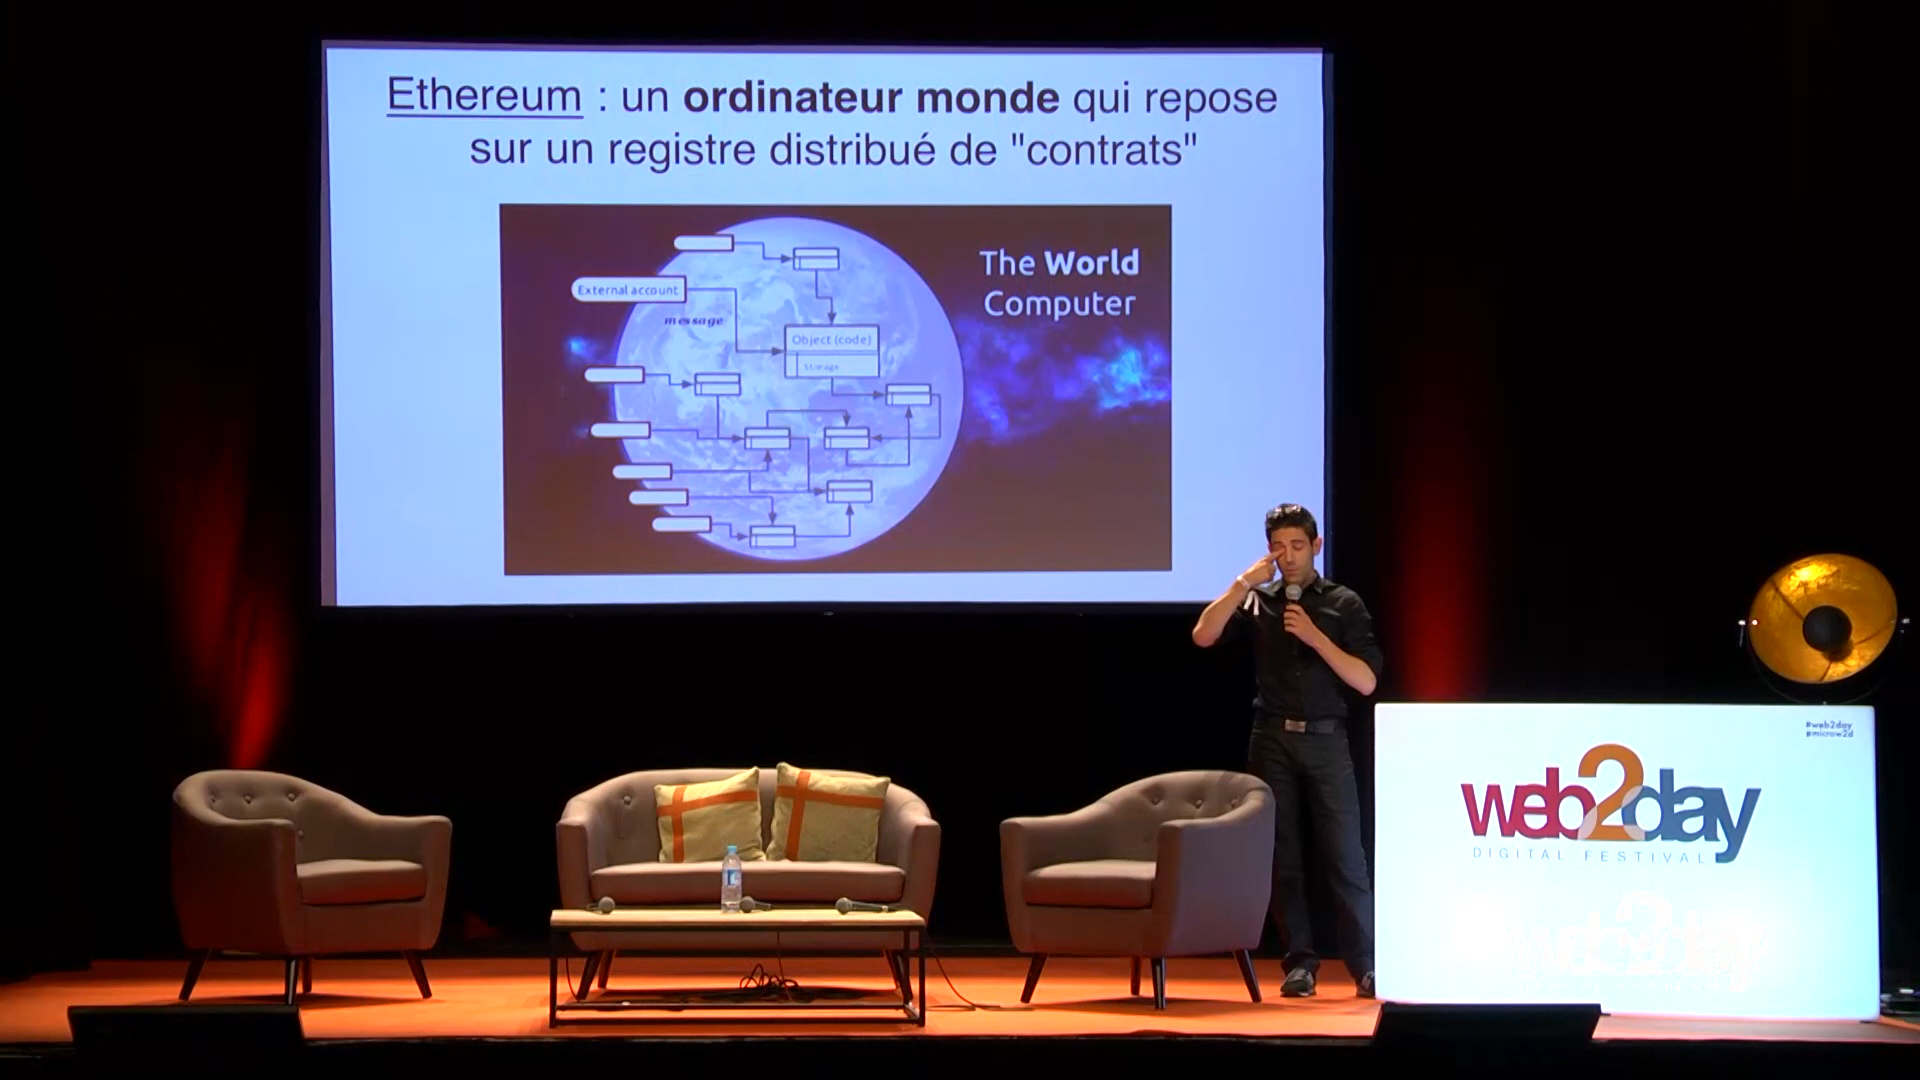 Ethereum : un ordinateur monde qui repose
sur un registre distribué de "contrats"
The World
Computer
External account
message
Object (code)
Storage
#web2day
#microw2d
web2day
DIGITAL FESTIVAL